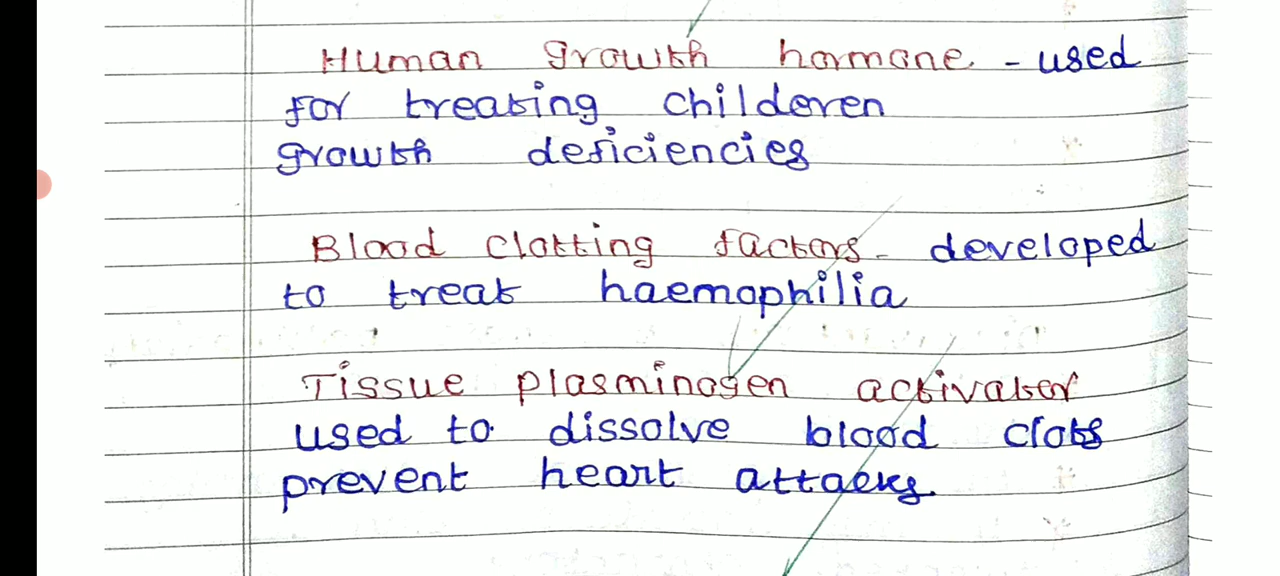 Human growth hormone - used
for treating childeren
growth deficiencies
Blood clotting factors - developed
to treat haemophilia
Tissue plasminogen activator
used to dissolve blood clots
prevent heart attacks.